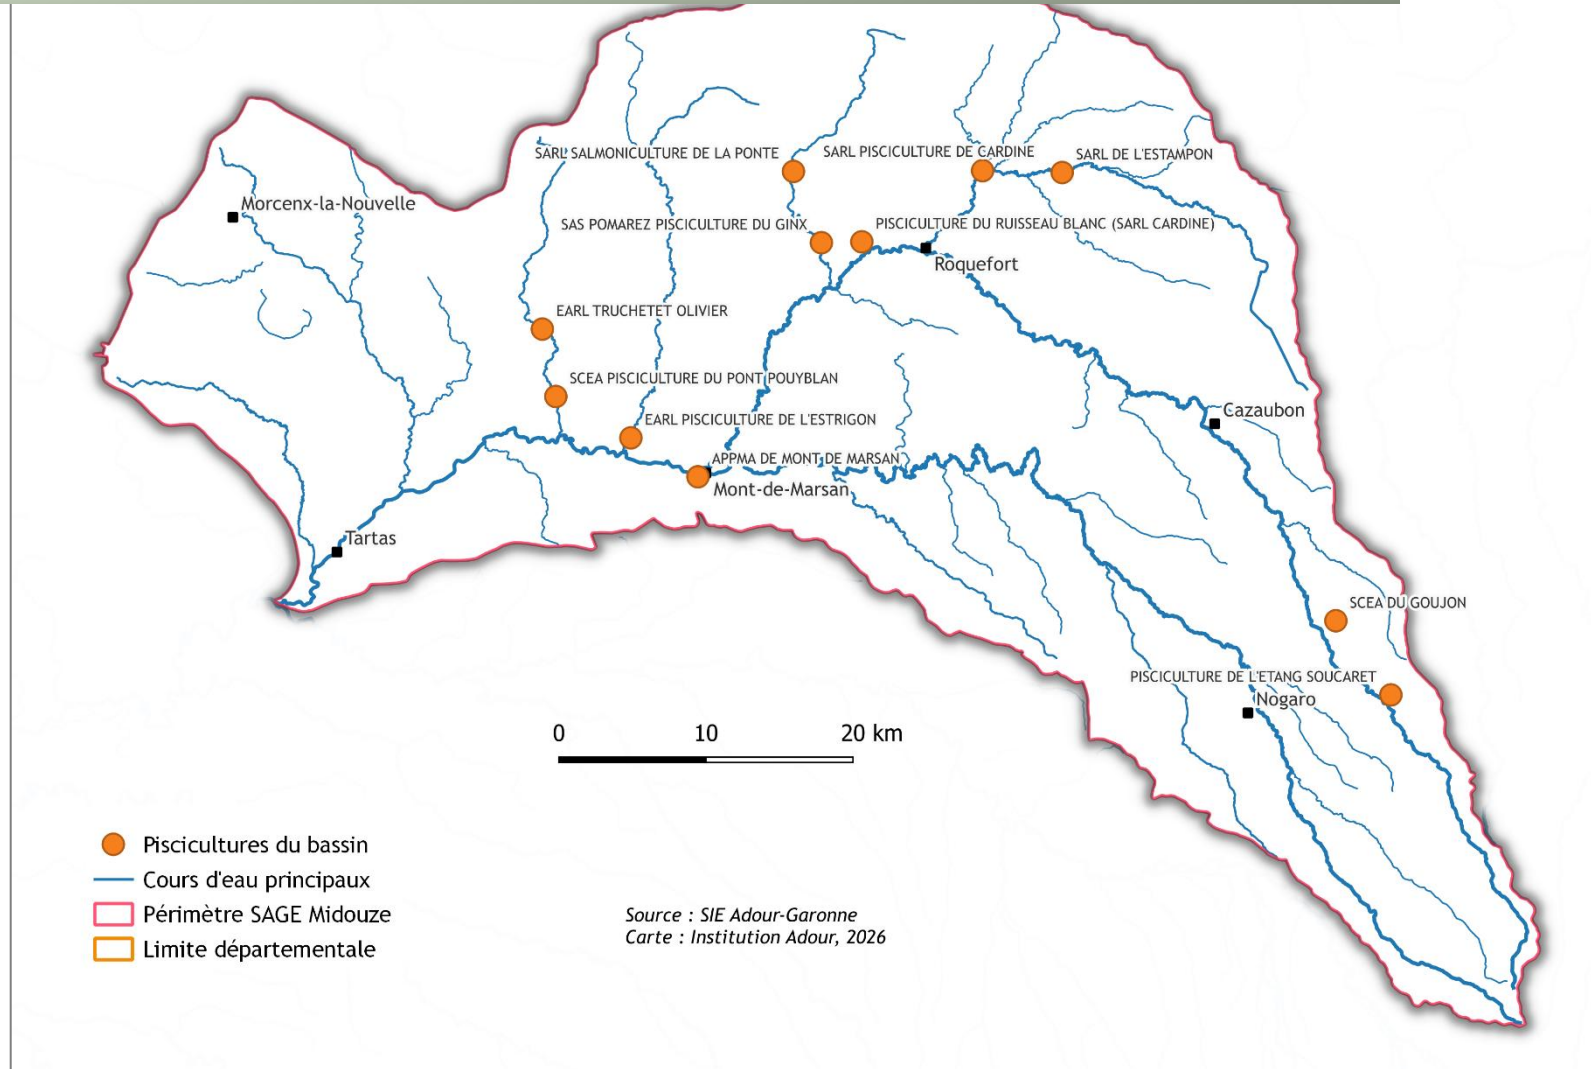 SARL SALMONICULTURE DE LA PONTE
SARL PISCICULTURE DE CARDINE
SARL DE L'ESTAMPON
Morcenx-la-Nouvelle
SAS POMAREZ PISCICULTURE DU GINX
PISCICULTURE DU RUISSEAU BLANC (SARL CARDINE)
Roquefort
EARL TRUCHETET OLIVIER
SCEA PISCICULTURE DU PONT POUYBLAN
Cazaubon
EARL PISCICULTURE DE L'ESTRIGON
APPMA DE MONT DE MARSAN
Mont-de-Marsan
Tartas
SCEA DU GOUJON
PISCICULTURE DE L'ETANG SOUCARET
Nogaro
0 10 20 km
Piscicultures du bassin
Cours d'eau principaux
Périmètre SAGE Midouze
Limite départementale
Source : SIE Adour-Garonne
Carte : Institution Adour, 2026